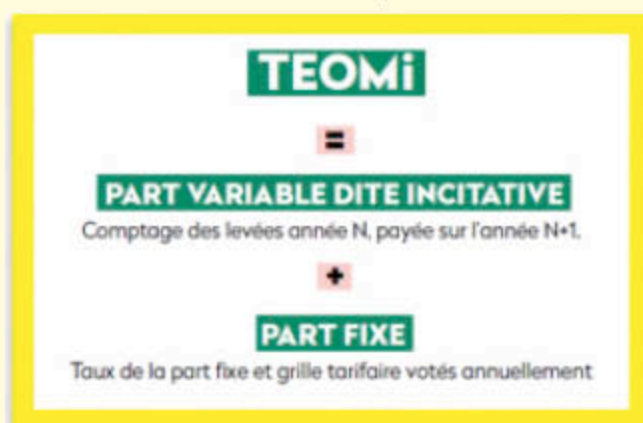 TEOMi
=
PART VARIABLE DITE INCITATIVE
Comptage des levées année N, payée sur l'année N+1.
+
PART FIXE
Taux de la part fixe et grille tarifaire votés annuellement